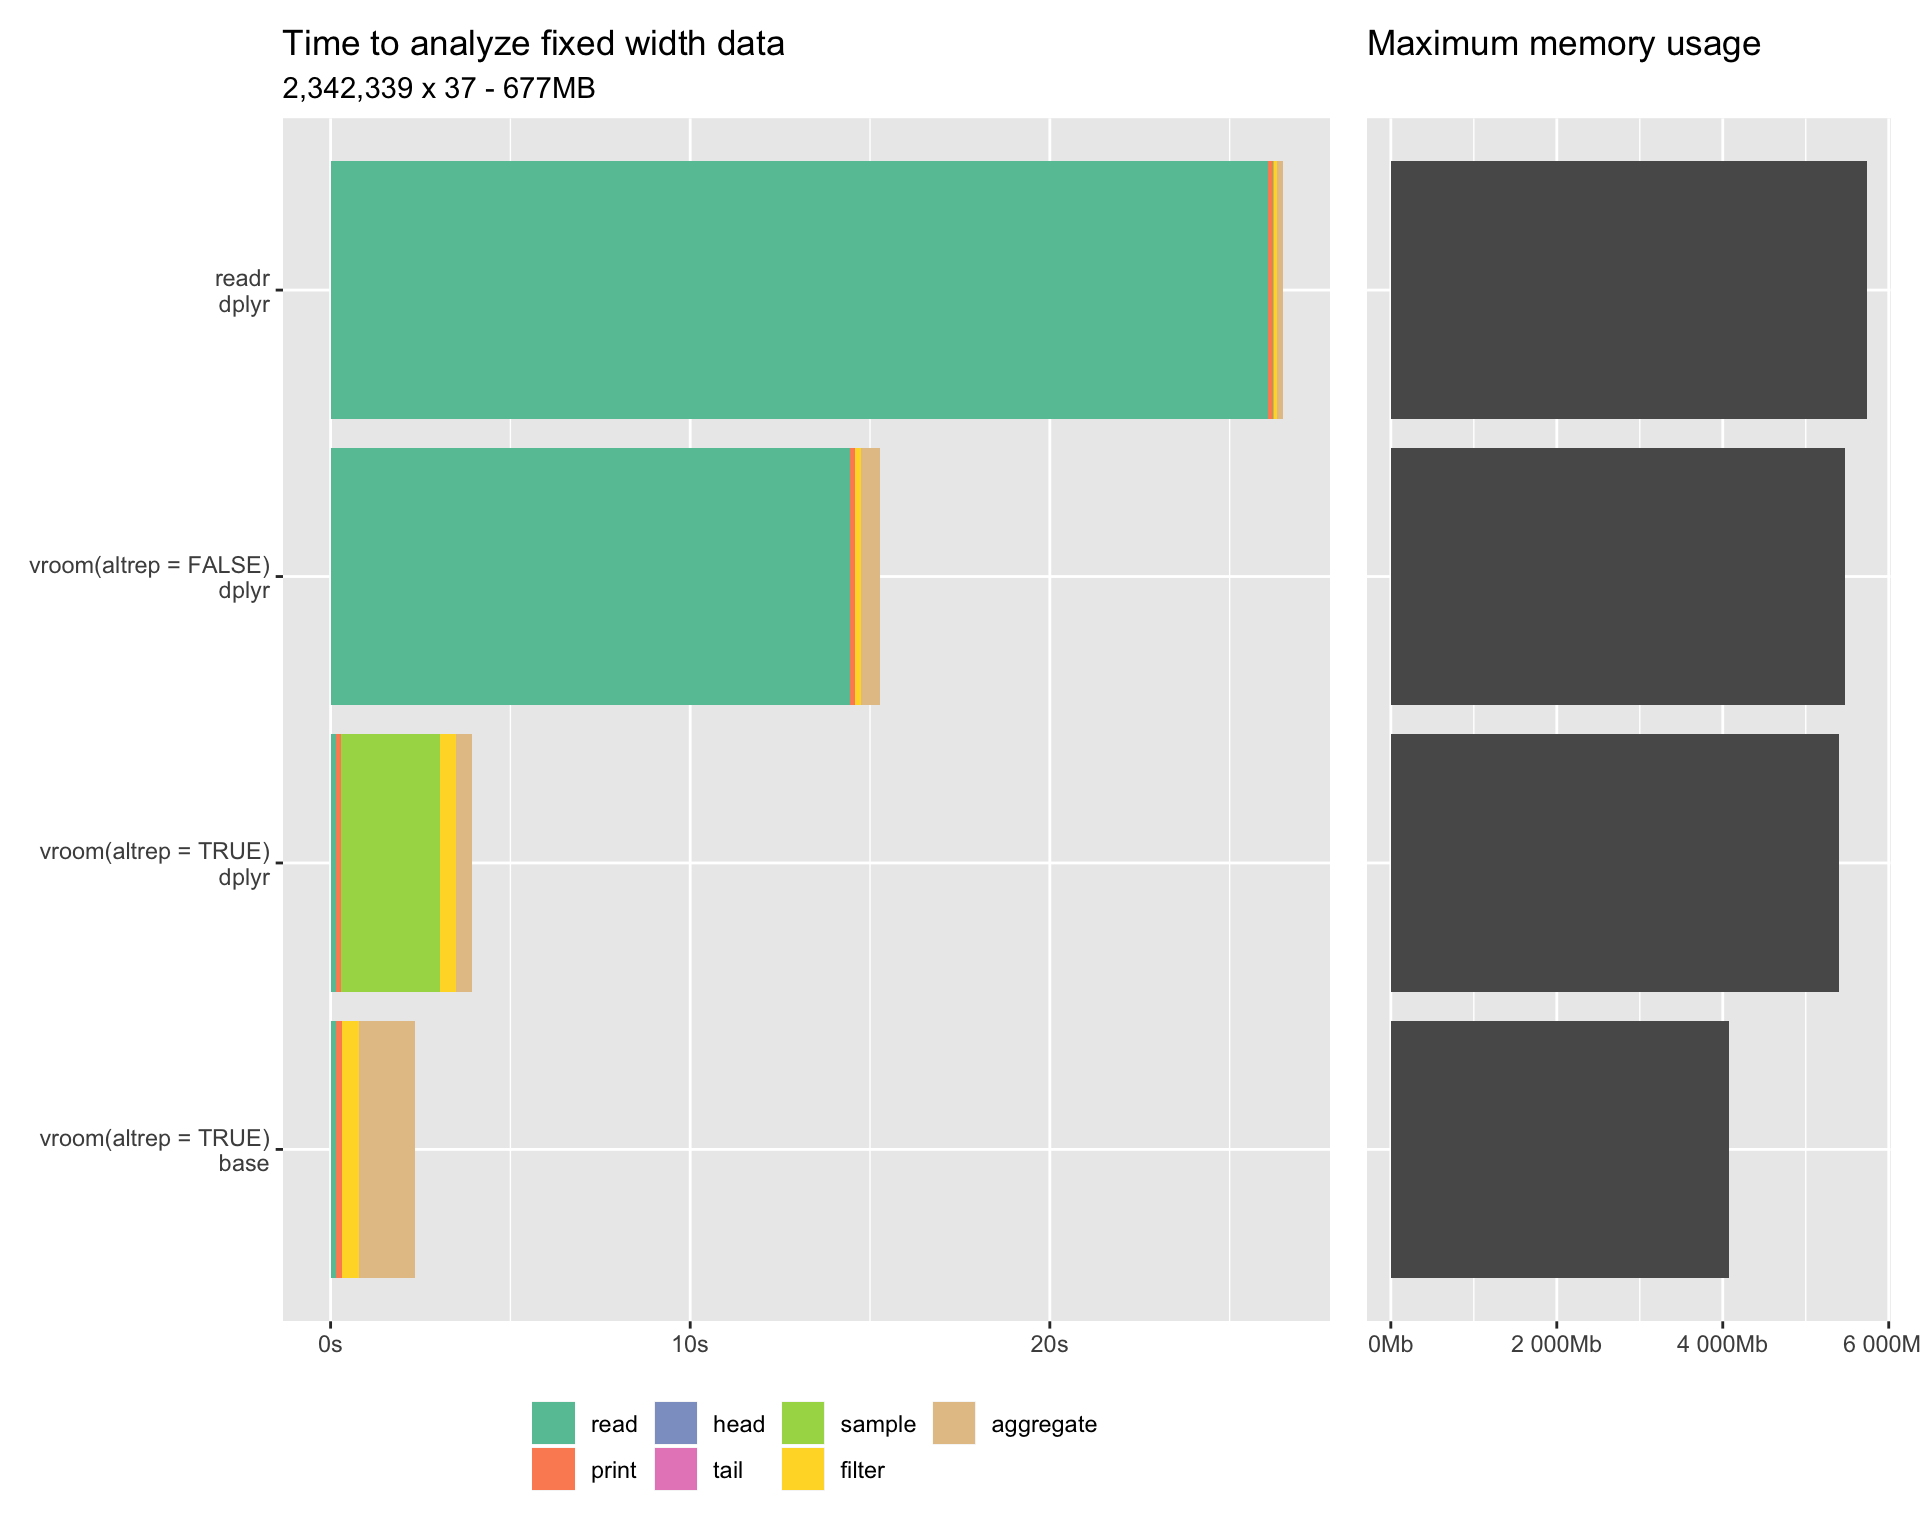 Time to analyze fixed width data
2,342,339 x 37 - 677MB
Maximum memory usage
readr
dplyr
vroom(altrep = FALSE)
dplyr
vroom(altrep = TRUE)
dplyr
vroom(altrep = TRUE)
base
0s 10s 20s
0Mb 2 000Mb 4 000Mb 6 000M
read head sample aggregate
print tail filter